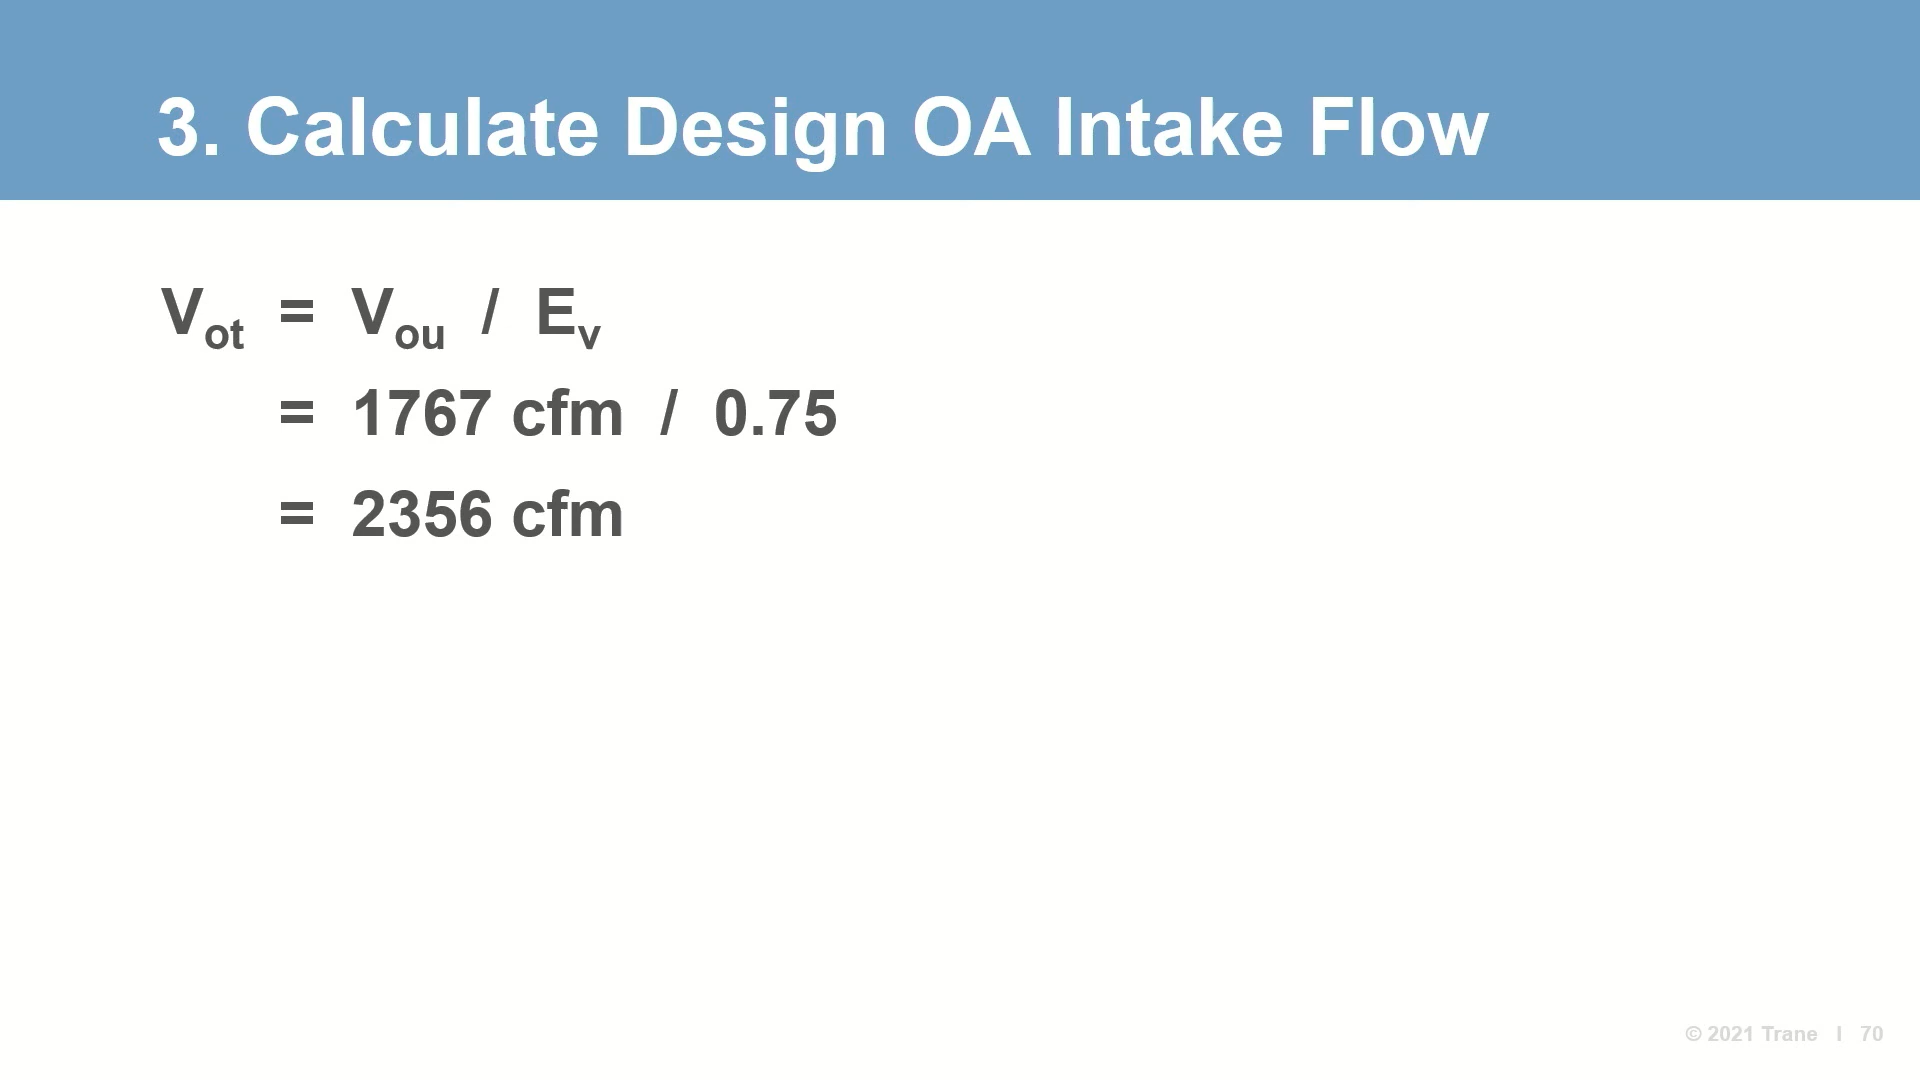 3. Calculate Design OA Intake Flow
Vot = Vou / Ev
= 1767 cfm / 0.75
= 2356 cfm
© 2021 Trane | 70